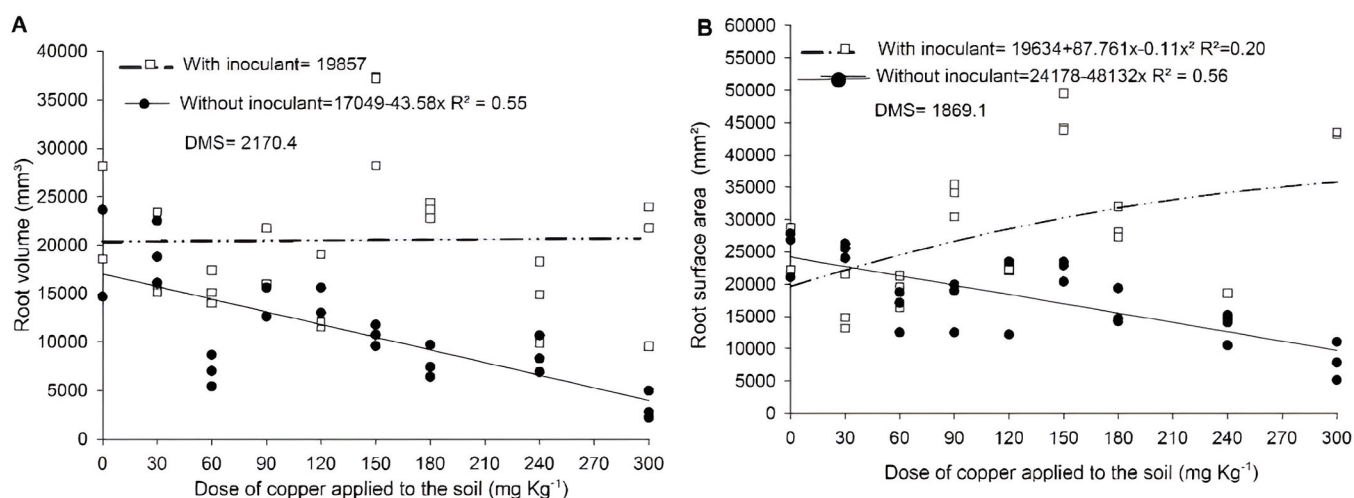 A
40000
35000
30000
25000
20000
15000
10000
5000
0
Root volume (mm³)
With inoculant= 19857
Without inoculant=17049-43.58x R² = 0.55
DMS= 2170.4
0 30 60 90 120 150 180 210 240 270 300
Dose of copper applied to the soil (mg Kg⁻¹)
B
60000
55000
50000
45000
40000
35000
30000
25000
20000
15000
10000
5000
0
Root surface area (mm²)
With inoculant= 19634+87.761x-0.11x² R²=0.20
Without inoculant=24178-48132x R² = 0.56
DMS= 1869.1
0 30 60 90 120 150 180 210 240 270 300
Dose of copper applied to the soil (mg Kg⁻¹)